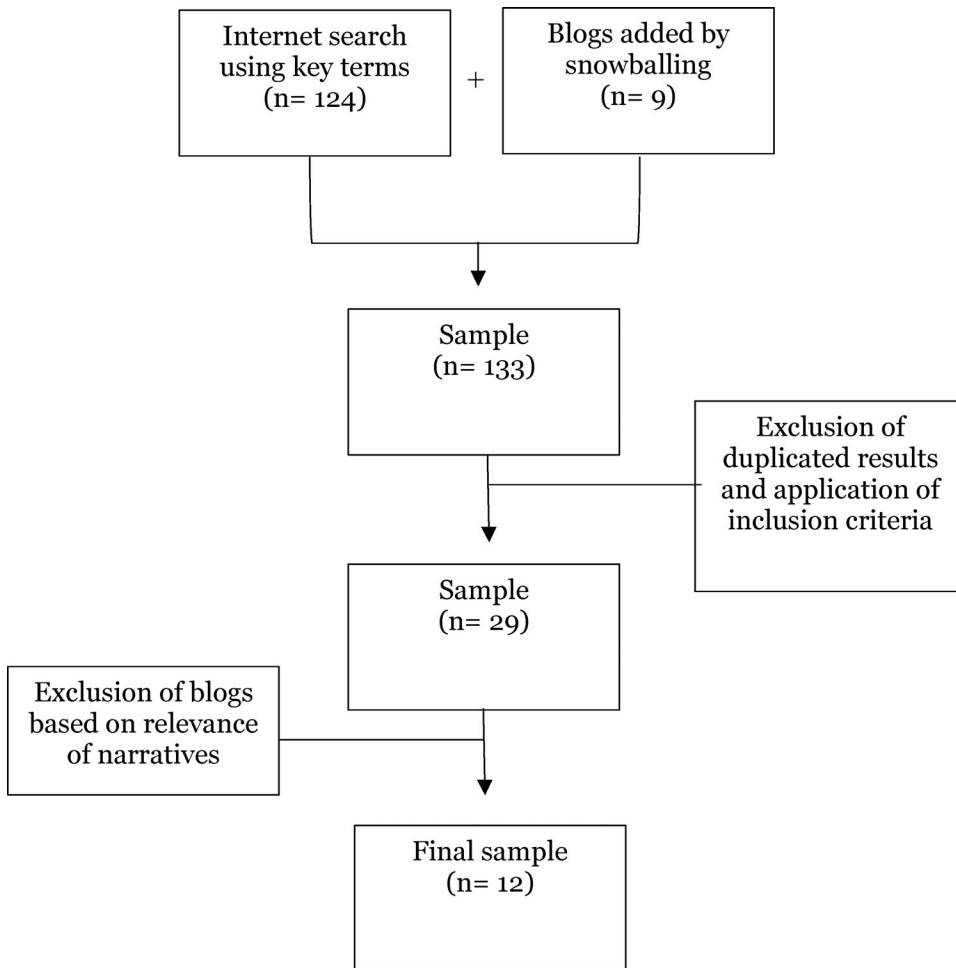 Internet search
using key terms
(n= 124)
+
Blogs added by
snowballing
(n= 9)
Sample
(n= 133)
Exclusion of
duplicated results
and application of
inclusion criteria
Sample
(n= 29)
Exclusion of blogs
based on relevance
of narratives
Final sample
(n= 12)